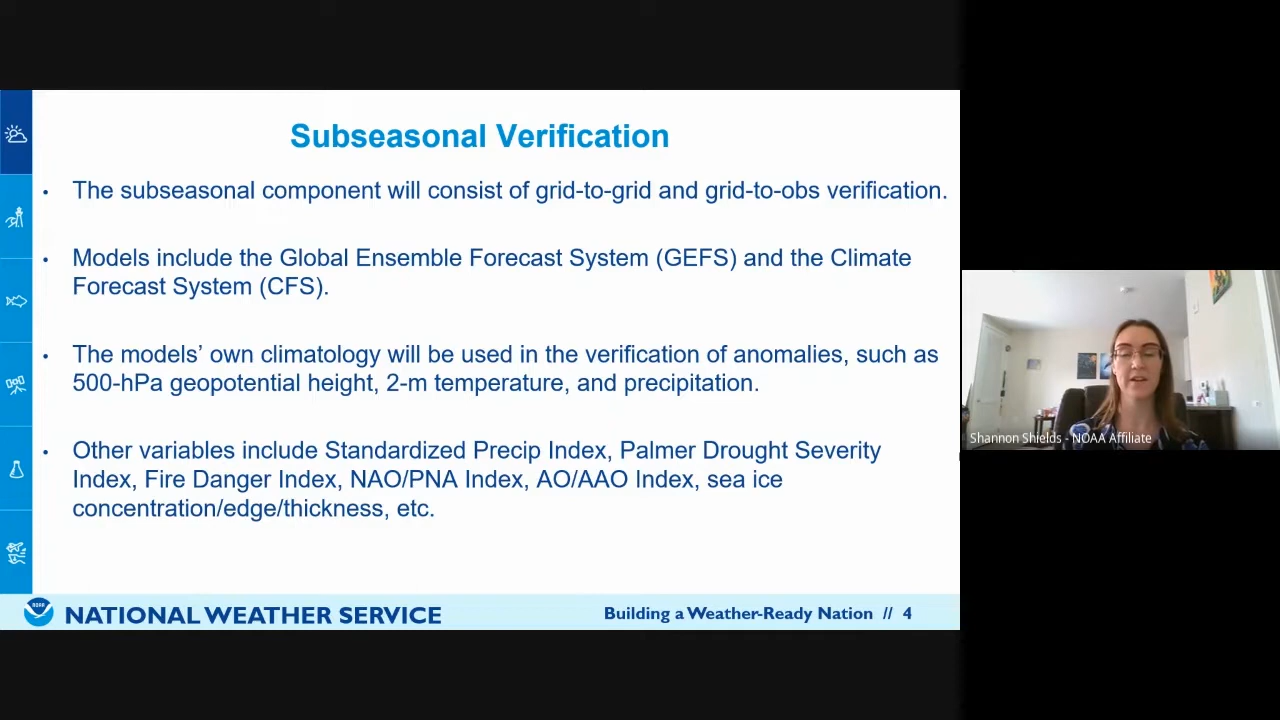 Subseasonal Verification
• The subseasonal component will consist of grid-to-grid and grid-to-obs verification.
• Models include the Global Ensemble Forecast System (GEFS) and the Climate
Forecast System (CFS).
• The models’ own climatology will be used in the verification of anomalies, such as
500-hPa geopotential height, 2-m temperature, and precipitation.
• Other variables include Standardized Precip Index, Palmer Drought Severity
Index, Fire Danger Index, NAO/PNA Index, AO/AAO Index, sea ice
concentration/edge/thickness, etc.
NOAA
NATIONAL WEATHER SERVICE
Building a Weather-Ready Nation // 4
Shannon Shields - NOAA Affiliate